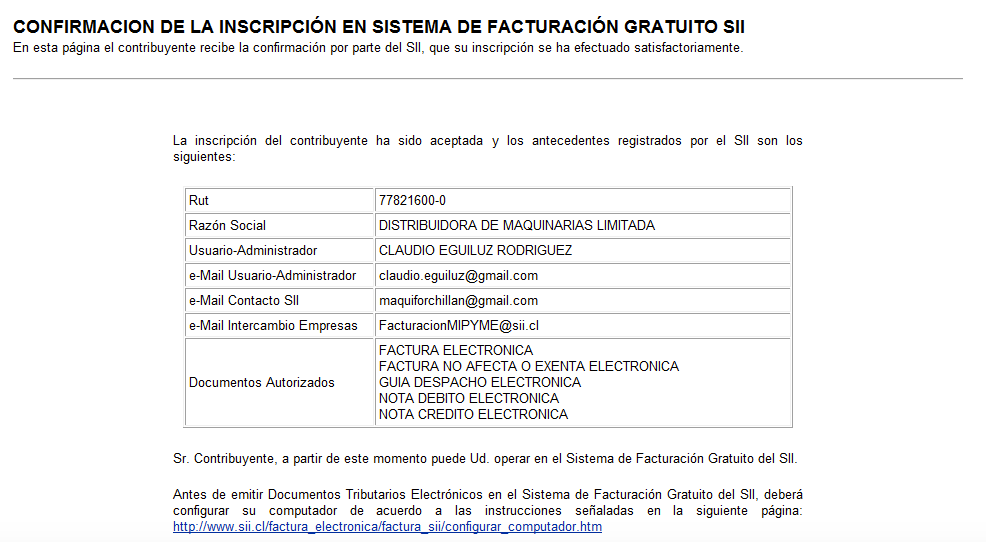 CONFIRMACION DE LA INSCRIPCIÓN EN SISTEMA DE FACTURACIÓN GRATUITO SII
En esta página el contribuyente recibe la confirmación por parte del SII, que su inscripción se ha efectuado satisfactoriamente.
La inscripción del contribuyente ha sido aceptada y los antecedentes registrados por el SII son los
siguientes:
Rut 77821600-0
Razón Social DISTRIBUIDORA DE MAQUINARIAS LIMITADA
Usuario-Administrador CLAUDIO EGUILUZ RODRIGUEZ
e-Mail Usuario-Administrador claudio.eguiluz@gmail.com
e-Mail Contacto SII maquiforchillan@gmail.com
e-Mail Intercambio Empresas FacturacionMIPYME@sii.cl
Documentos Autorizados
FACTURA ELECTRONICA
FACTURA NO AFECTA O EXENTA ELECTRONICA
GUIA DESPACHO ELECTRONICA
NOTA DEBITO ELECTRONICA
NOTA CREDITO ELECTRONICA
Sr. Contribuyente, a partir de este momento puede Ud. operar en el Sistema de Facturación Gratuito del SII.
Antes de emitir Documentos Tributarios Electrónicos en el Sistema de Facturación Gratuito del SII, deberá
configurar su computador de acuerdo a las instrucciones señaladas en la siguiente página:
http://www.sii.cl/factura_electronica/factura_sii/configurar_computador.htm